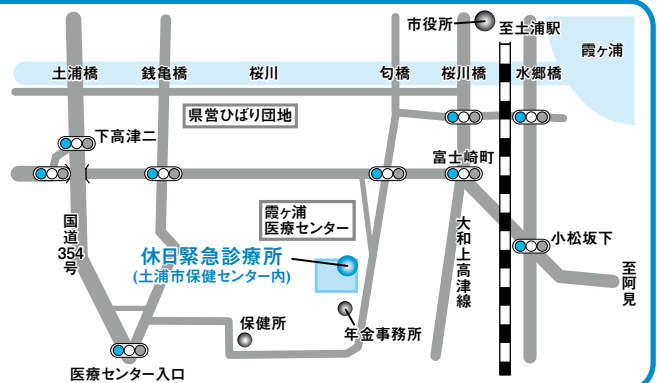 市役所
至土浦駅
霞ヶ浦
土浦橋
銭亀橋
桜川
匂橋
桜川橋
水郷橋
県営ひばり団地
下高津二
富士崎町
霞ヶ浦
医療センター
国道354号
休日緊急診療所
(土浦市保健センター内)
大和上高津線
小松坂下
至阿見
保健所
年金事務所
医療センター入口